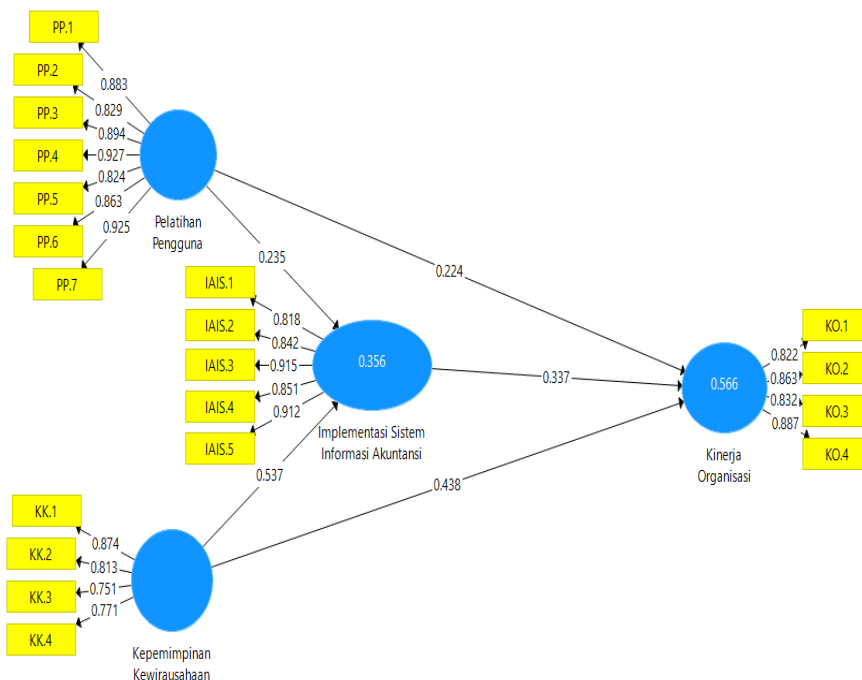 PP.1
0.883
PP.2
0.829
PP.3
0.894
PP.4
0.927
PP.5
0.824
PP.6
0.863
PP.7
0.925
Pelatihan
Pengguna
0.235
0.224
IAIS.1
0.818
IAIS.2
0.842
IAIS.3
0.915
IAIS.4
0.851
IAIS.5
0.912
0.356
Implementasi Sistem
Informasi Akuntansi
0.337
0.537
0.438
KO.1
0.822
KO.2
0.863
KO.3
0.832
KO.4
0.887
0.566
Kinerja
Organisasi
KK.1
0.874
KK.2
0.813
KK.3
0.751
KK.4
0.771
Kepemimpinan
Kewirausahaan